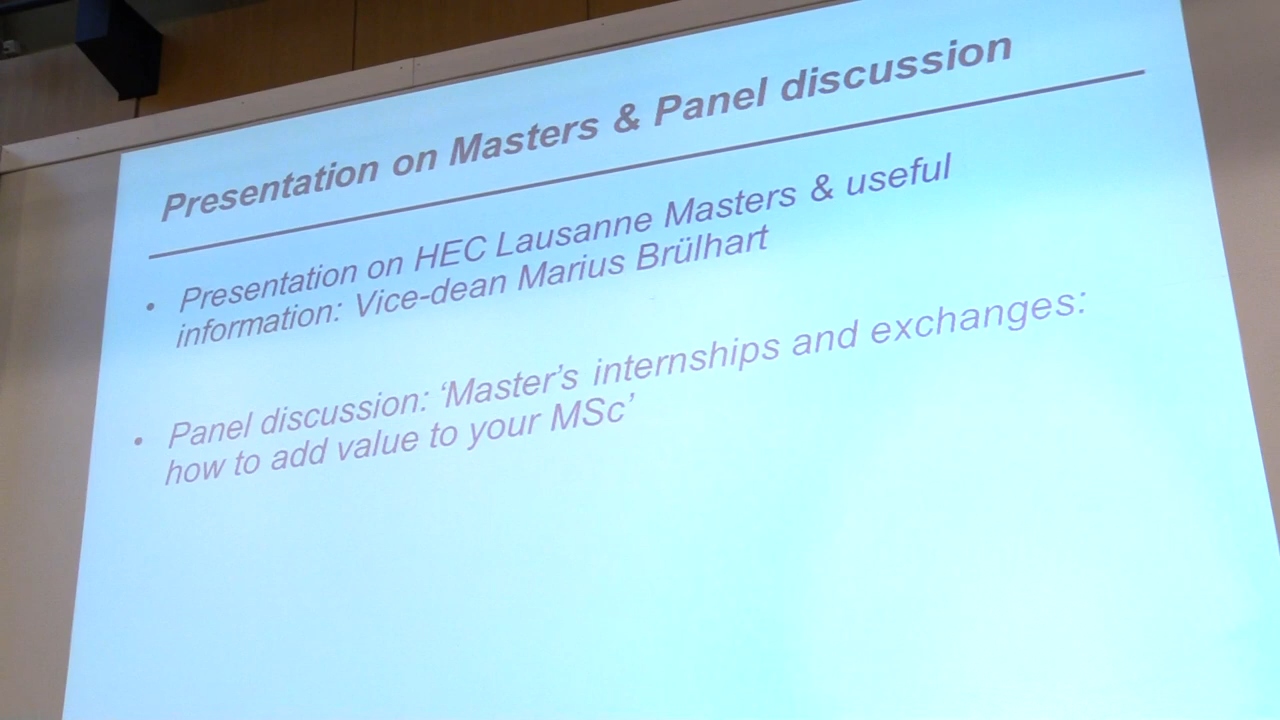 Presentation on Masters & Panel discussion
• Presentation on HEC Lausanne Masters & useful
information: Vice-dean Marius Brülhart
• Panel discussion: ‘Master’s internships and exchanges:
how to add value to your MSc’